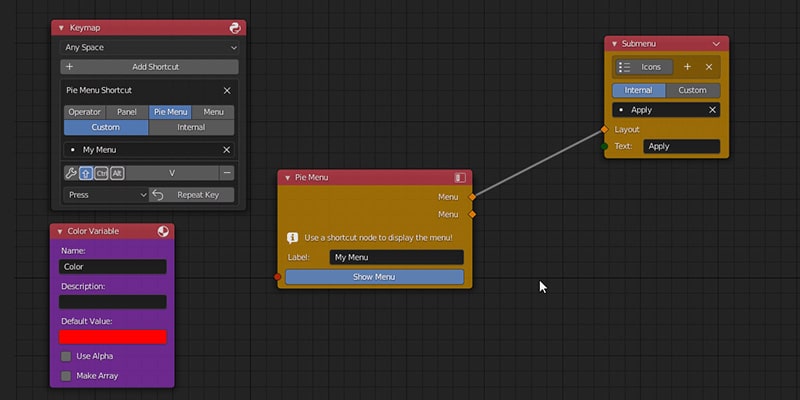 Keymap
Any Space
Add Shortcut
Pie Menu Shortcut
Operator Panel Pie Menu Menu
Custom Internal
My Menu
Ctrl Alt V
Press Repeat Key
Color Variable
Name:
Color
Description:
Default Value:
Use Alpha
Make Array
Pie Menu
Menu
Menu
Use a shortcut node to display the menu!
Label: My Menu
Show Menu
Submenu
Icons
Internal Custom
Apply
Layout
Text: Apply